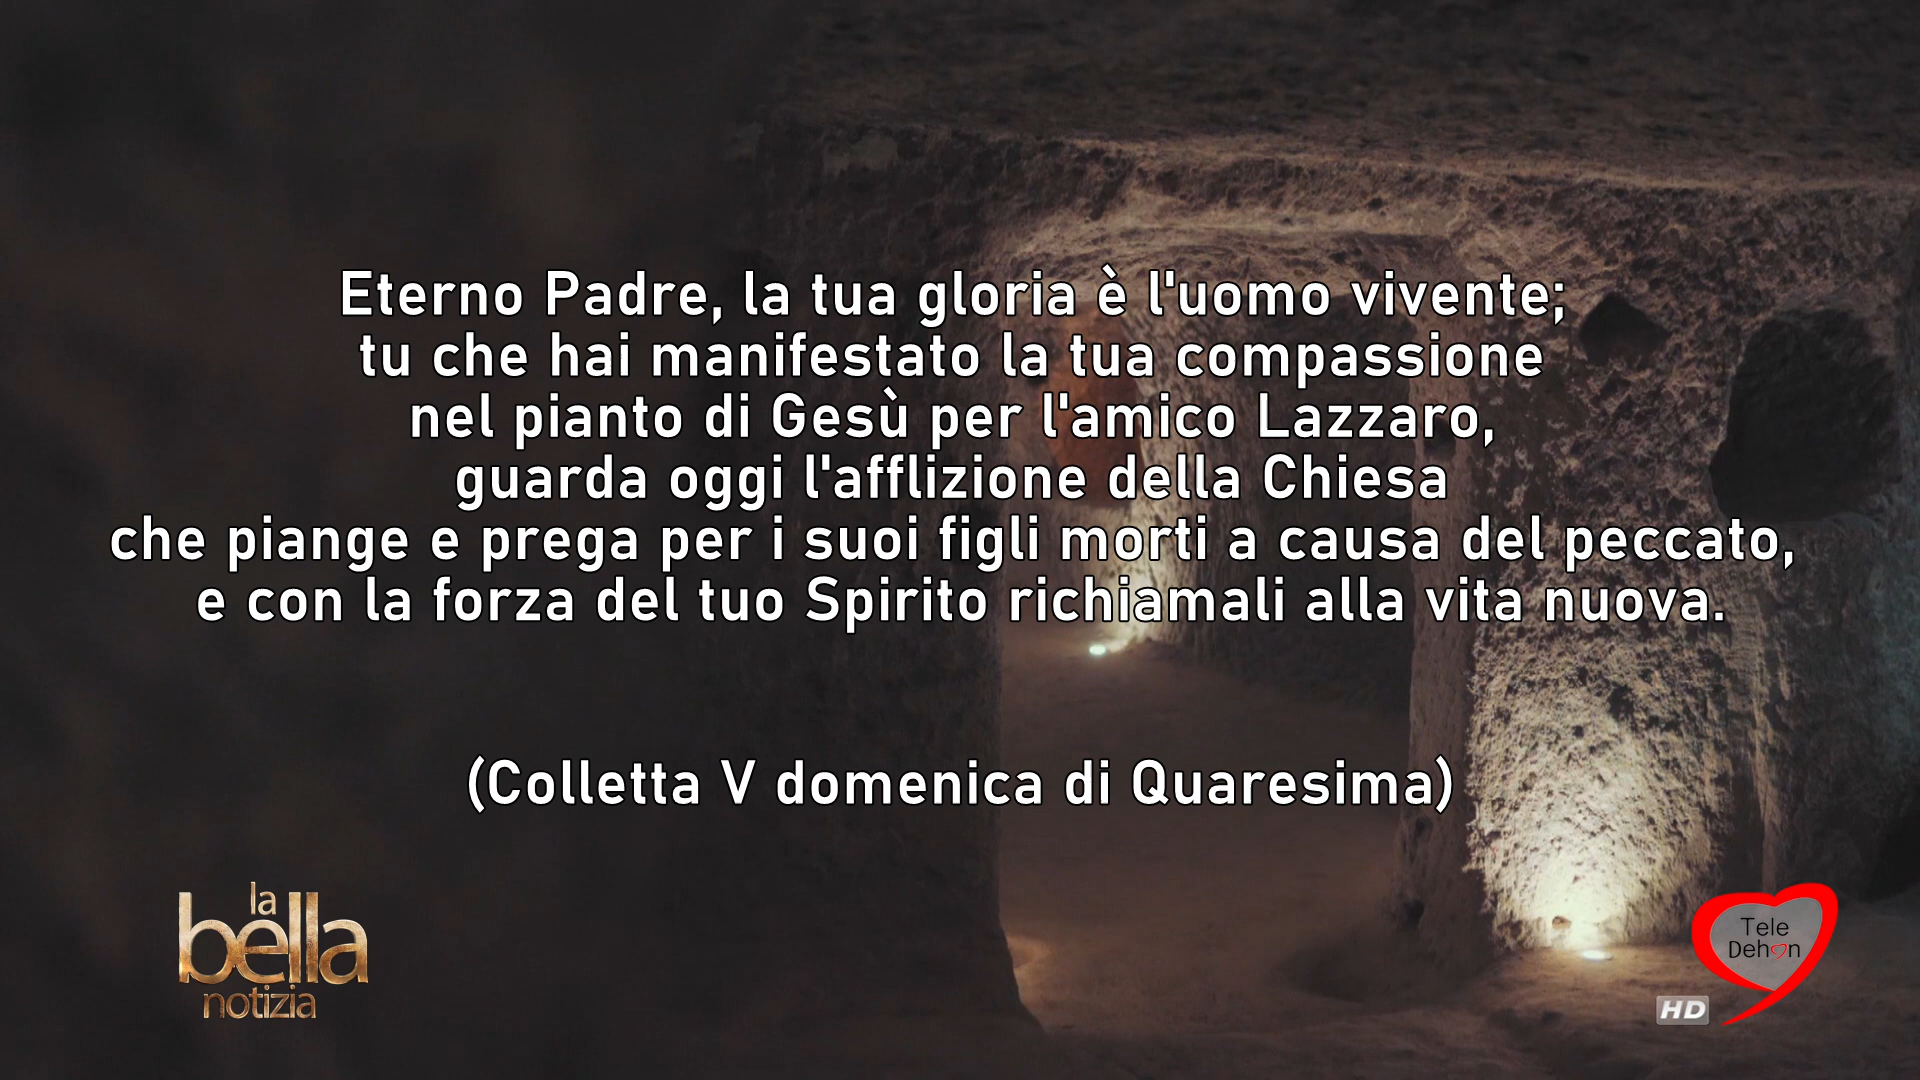 Eterno Padre, la tua gloria è l'uomo vivente;
tu che hai manifestato la tua compassione
nel pianto di Gesù per l'amico Lazzaro,
guarda oggi l'afflizione della Chiesa
che piange e prega per i suoi figli morti a causa del peccato,
e con la forza del tuo Spirito richiamali alla vita nuova.
(Colletta V domenica di Quaresima)
la
bella
notizia
Tele
Dehon
HD